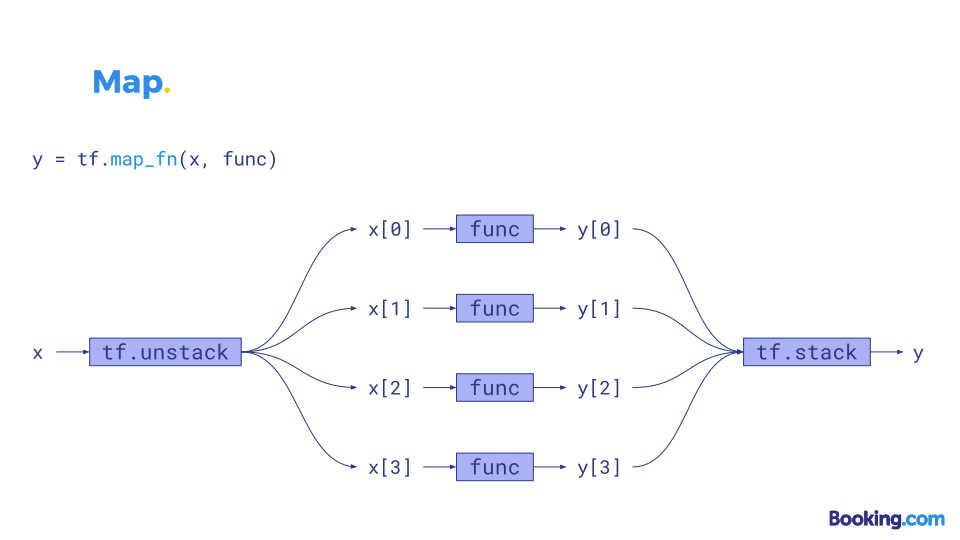 Map.
y = tf.map_fn(x, func)
x[0] func y[0]
x[1] func y[1]
x tf.unstack tf.stack y
x[2] func y[2]
x[3] func y[3]
Booking.com